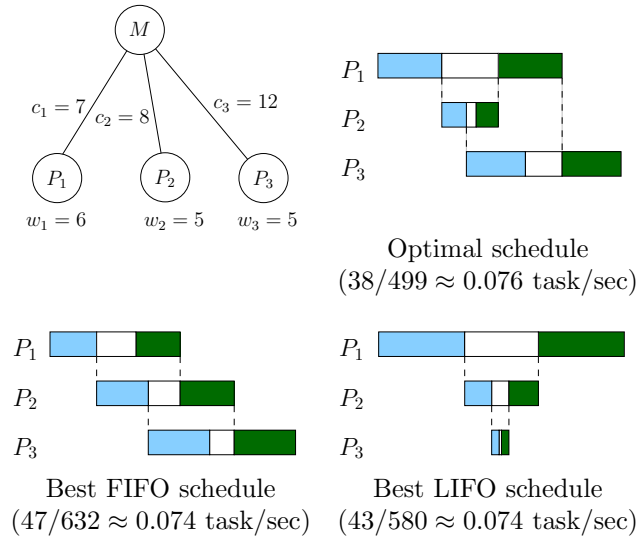 M
c₁ = 7
c₂ = 8
c₃ = 12
P₁
P₂
P₃
w₁ = 6
w₂ = 5
w₃ = 5
P₁
P₂
P₃
Optimal schedule
(38/499 ≈ 0.076 task/sec)
P₁
P₂
P₃
Best FIFO schedule
(47/632 ≈ 0.074 task/sec)
P₁
P₂
P₃
Best LIFO schedule
(43/580 ≈ 0.074 task/sec)